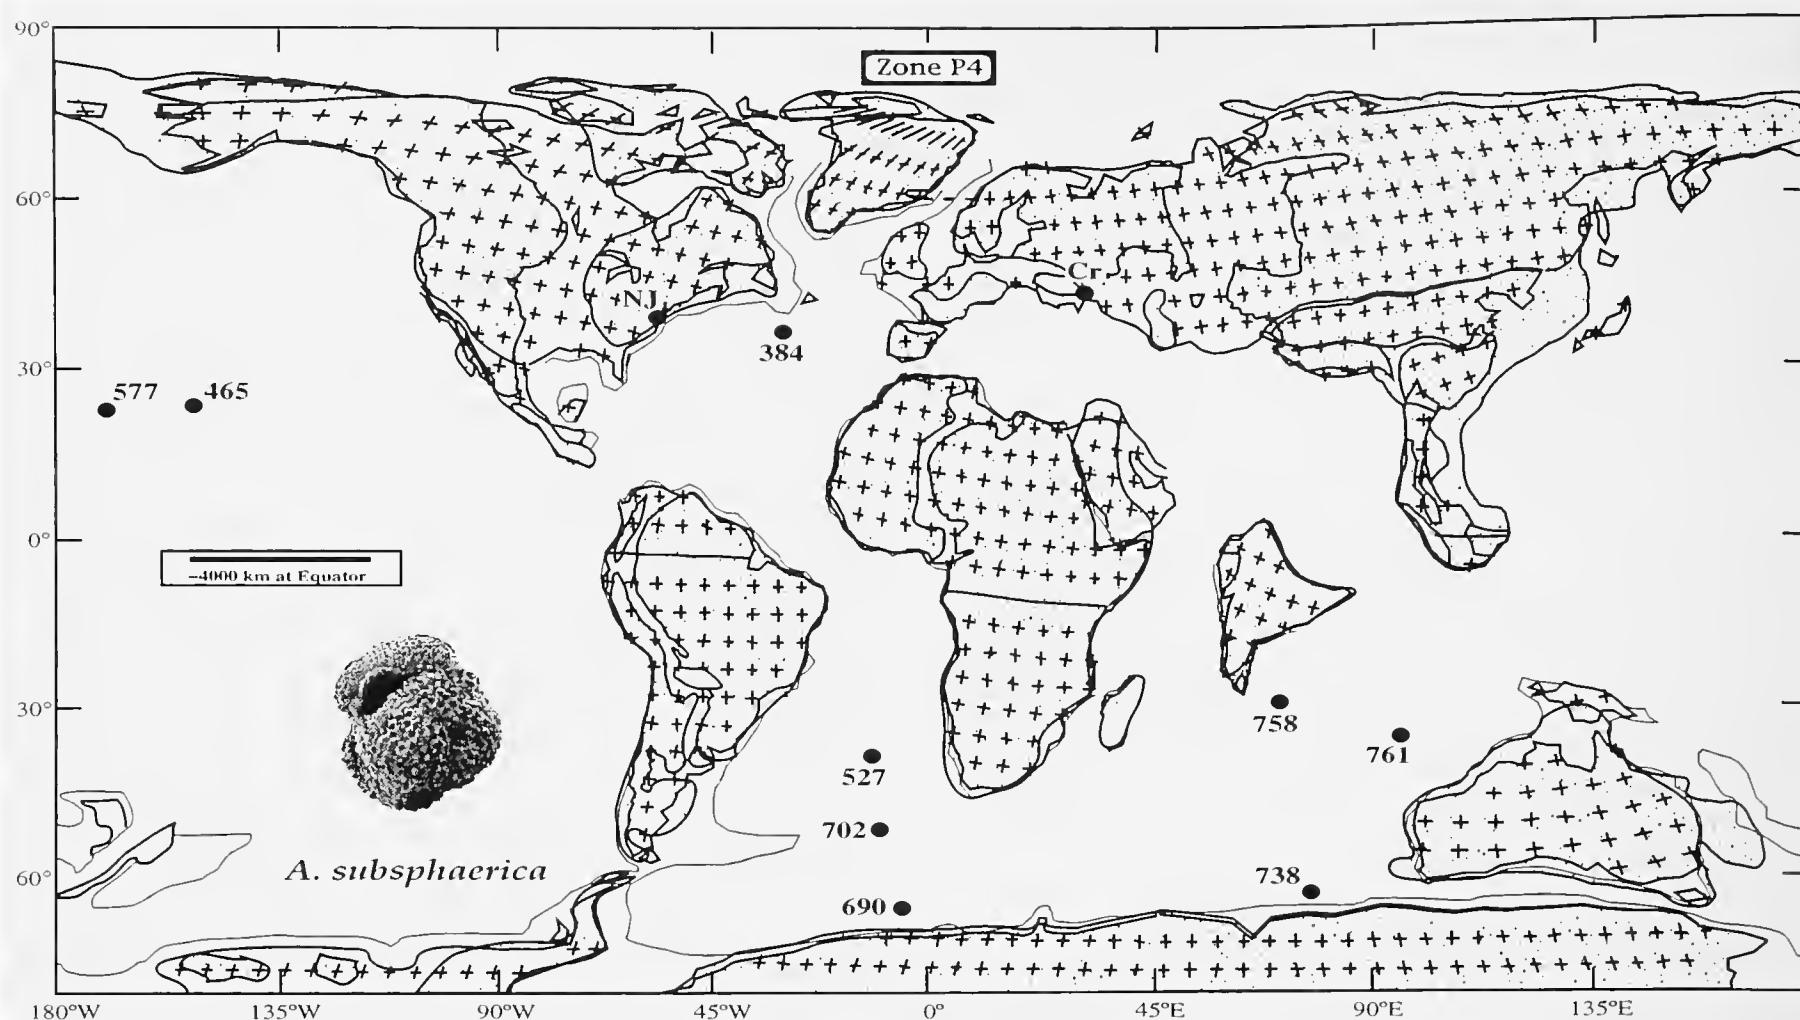 90°
Zone P4
60°
Cr.
NJ
384
30°
577
465
0°
~4000 km at Equator
30°
758
761
527
702
A. subsphaerica
60°
738
690
180°W
135°W
90°W
45°W
0°
45°E
90°E
135°E